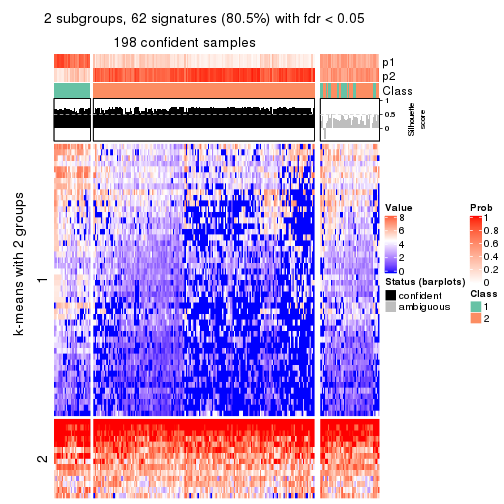 2 subgroups, 62 signatures (80.5%) with fdr < 0.05
198 confident samples
p1
p2
Class
1
0.5
0
Silhouette
score
k-means with 2 groups
1
2
Value
8
6
4
2
0
Status (barplots)
confident
ambiguous
Prob
1
0.8
0.6
0.4
0.2
0
Class
1
2